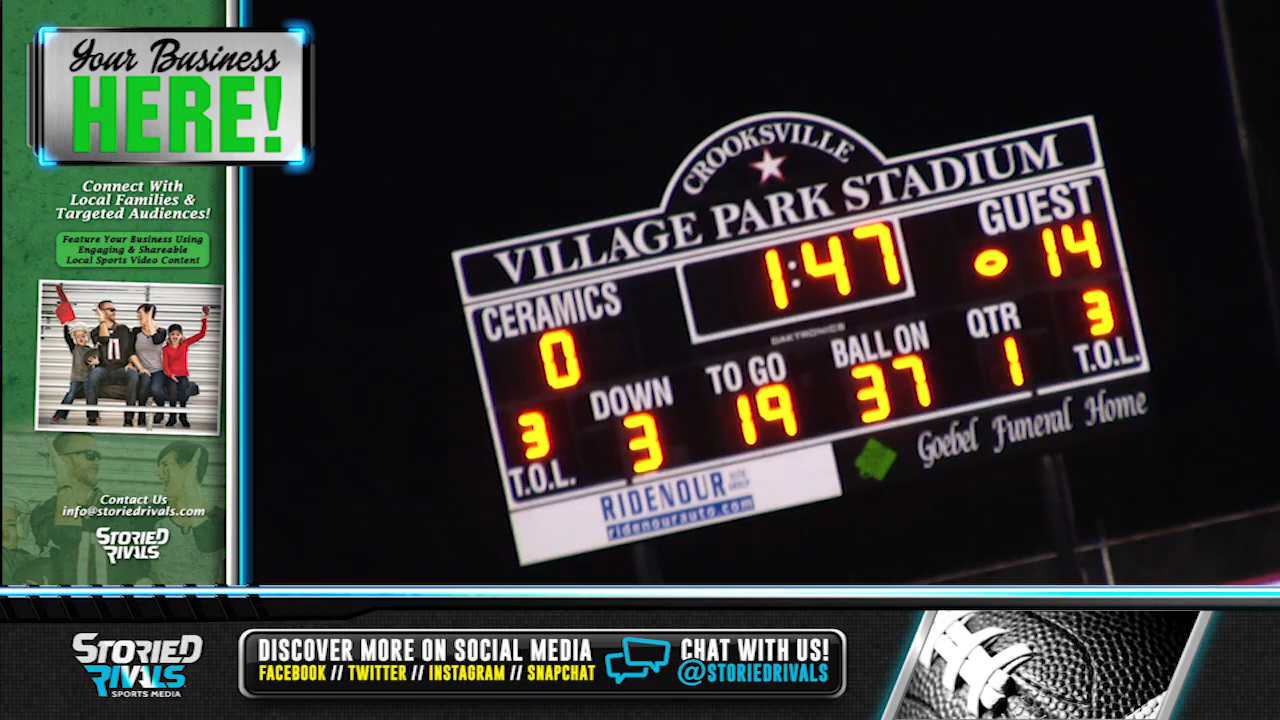 Your Business
HERE!
Connect With
Local Families &
Targeted Audiences!
Feature Your Business Using
Engaging & Shareable
Local Sports Video Content
Contact Us
info@storiedrivals.com
STORIED
RIVALS
CROOKSVILLE
VILLAGE PARK STADIUM
CERAMICS
1:47
GUEST
0
14
DAKTRONICS
DOWN
TO GO
BALL ON
QTR
3
3
19
37
1
3
T.O.L.
T.O.L.
RIDENOUR
ridenourauto.com
Goebel Funeral Home
STORIED
RIVALS
SPORTS MEDIA
DISCOVER MORE ON SOCIAL MEDIA
FACEBOOK // TWITTER // INSTAGRAM // SNAPCHAT
CHAT WITH US!
@STORIEDRIVALS